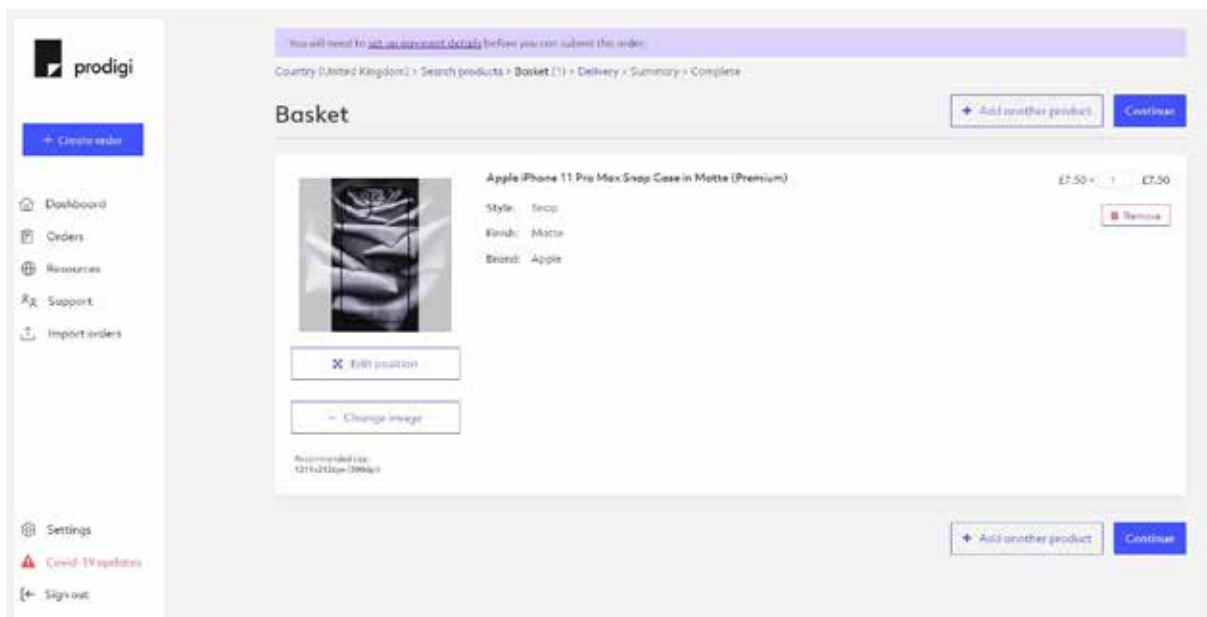 prodigi
+ Create order
Dashboard
Orders
Resources
Support
Import orders
Settings
Covid-19 updates
Sign out
You will need to set up payment details before you can submit this order.
Country (United Kingdom) > Search products > Basket (1) > Delivery > Summary > Complete
Basket
+ Add another product
Continue
Apple iPhone 11 Pro Max Snap Case in Matte (Premium)
£7.50 × 1 £7.50
Style: Snap
Remove
Finish: Matte
Brand: Apple
Edit position
Change image
Recommended size:
+ Add another product
Continue